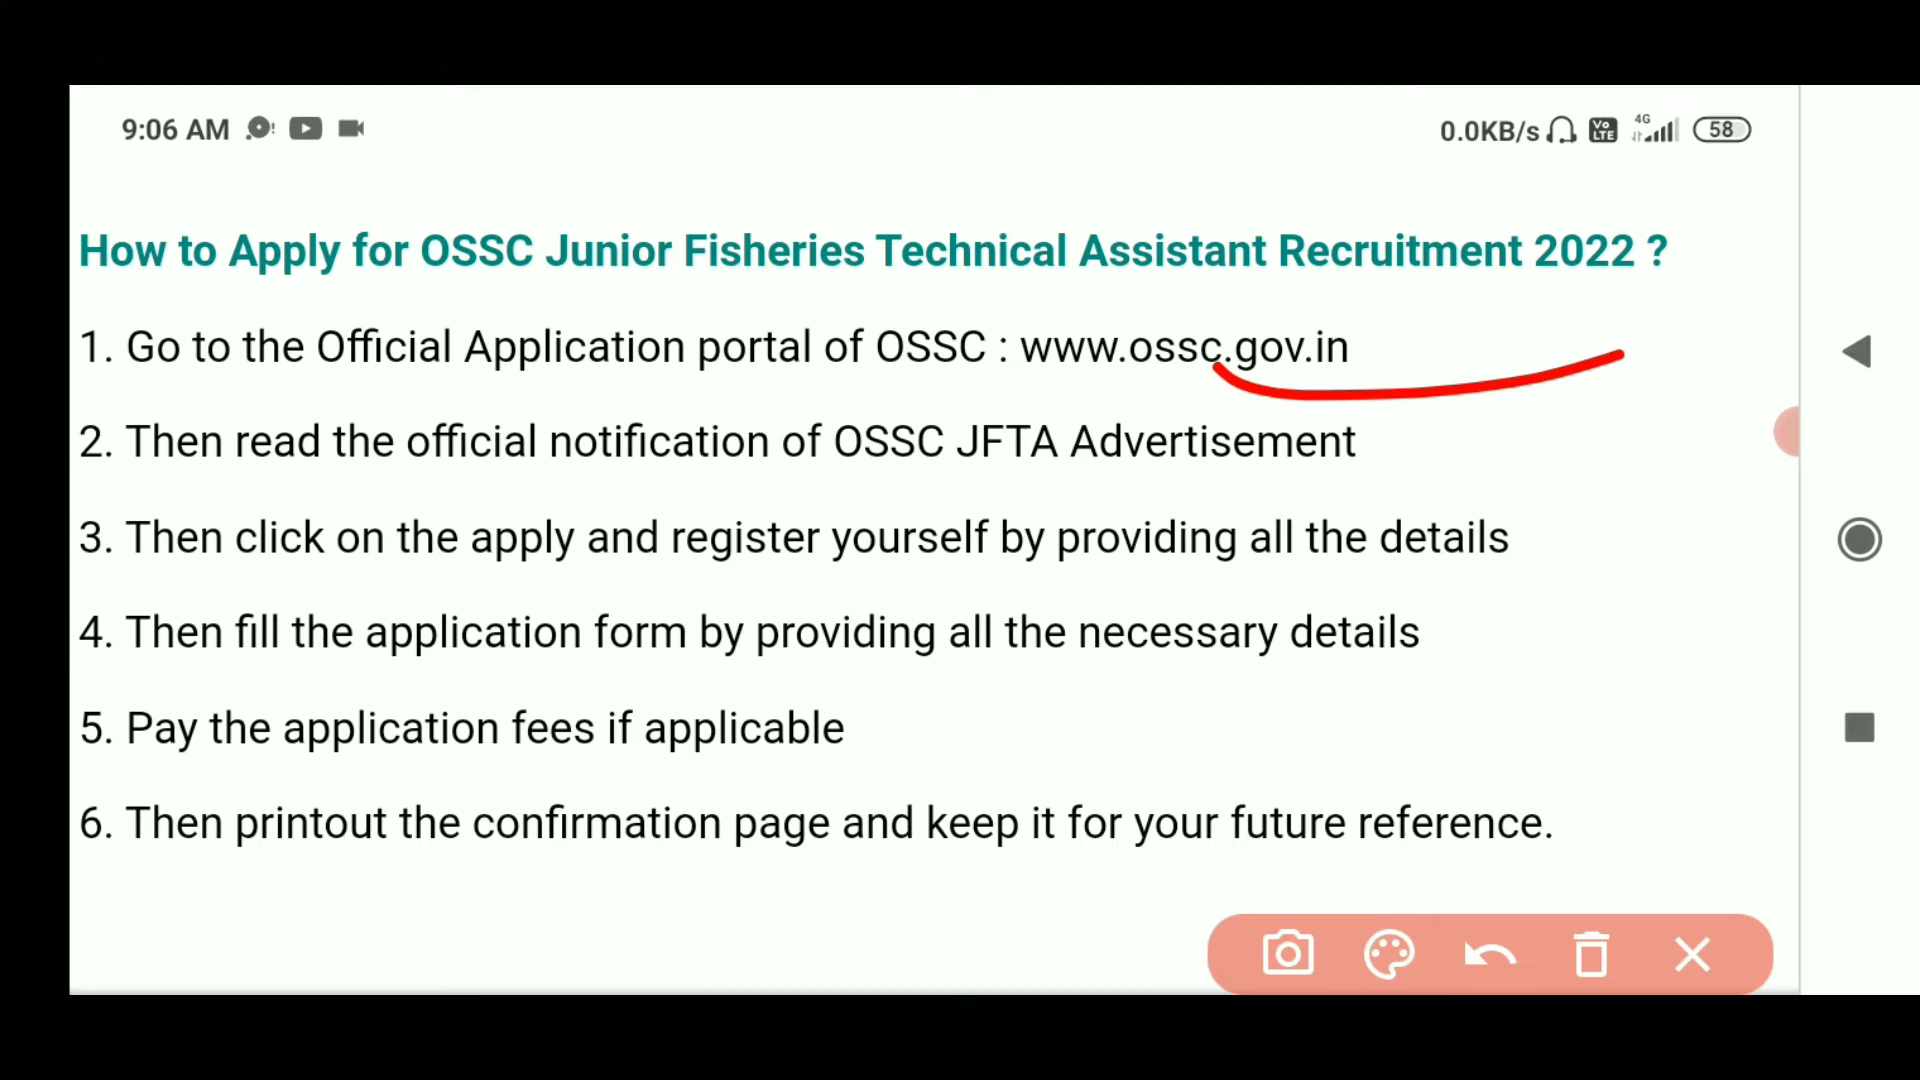 9:06 AM
0.0KB/s Vo LTE 4G 58
How to Apply for OSSC Junior Fisheries Technical Assistant Recruitment 2022 ?
1. Go to the Official Application portal of OSSC : www.ossc.gov.in
2. Then read the official notification of OSSC JFTA Advertisement
3. Then click on the apply and register yourself by providing all the details
4. Then fill the application form by providing all the necessary details
5. Pay the application fees if applicable
6. Then printout the confirmation page and keep it for your future reference.